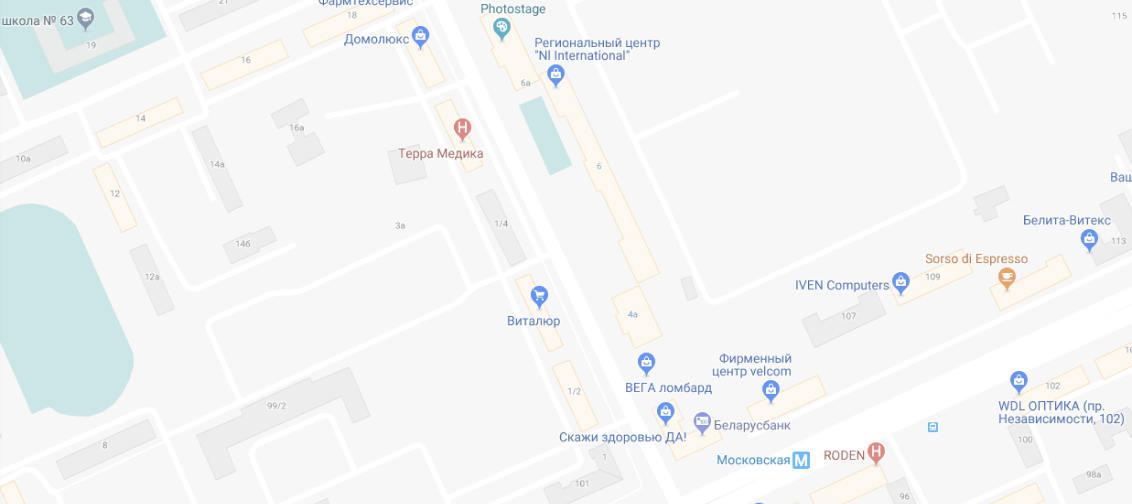 Фармтехсервис
Photostage
школа № 63
18
115
19
Домолюкс
Региональный центр
"Nl International"
16
6а
14
16а
Терра Медика
10а
14а
6
12
Ваш
3а
1/4
Белита-Витекс
14б
113
12а
Sorso di Espresso
109
IVEN Computers
Виталюр
4а
107
Фирменный
центр velcom
ВЕГА ломбард
102
1/2
99/2
WDL ОПТИКА (пр.
Независимости, 102)
Скажи здоровью ДА!
Беларусбанк
100
8
Московская
M
RODEN
H
1
101
98а
96